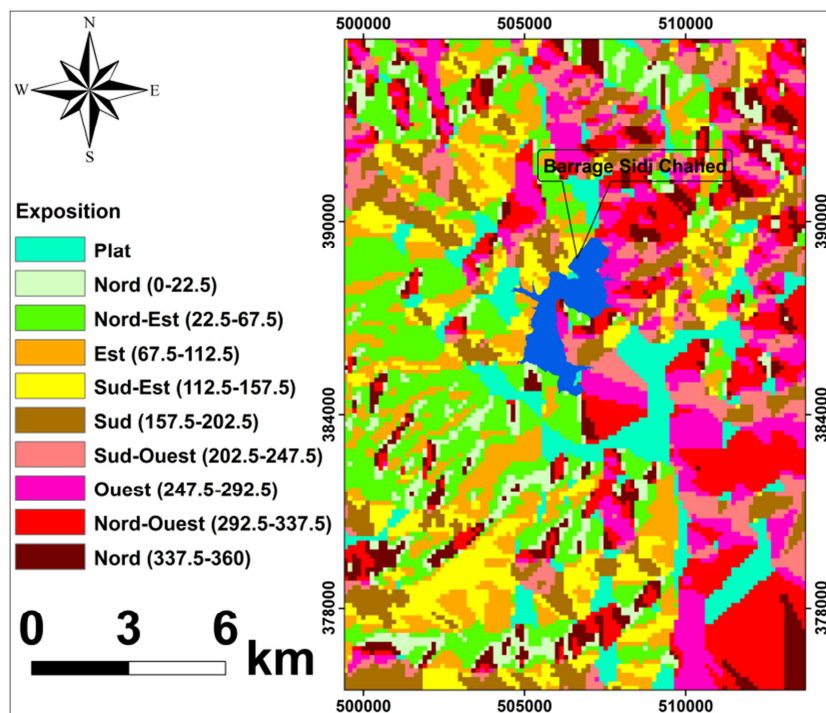 500000 505000 510000
N
W E
S
Barrage Sidi Chahed
Exposition
Plat
Nord (0-22.5)
Nord-Est (22.5-67.5)
Est (67.5-112.5)
Sud-Est (112.5-157.5)
Sud (157.5-202.5)
Sud-Ouest (202.5-247.5)
Ouest (247.5-292.5)
Nord-Ouest (292.5-337.5)
Nord (337.5-360)
0 3 6
km
390000
384000
378000
390000
384000
378000
500000 505000 510000